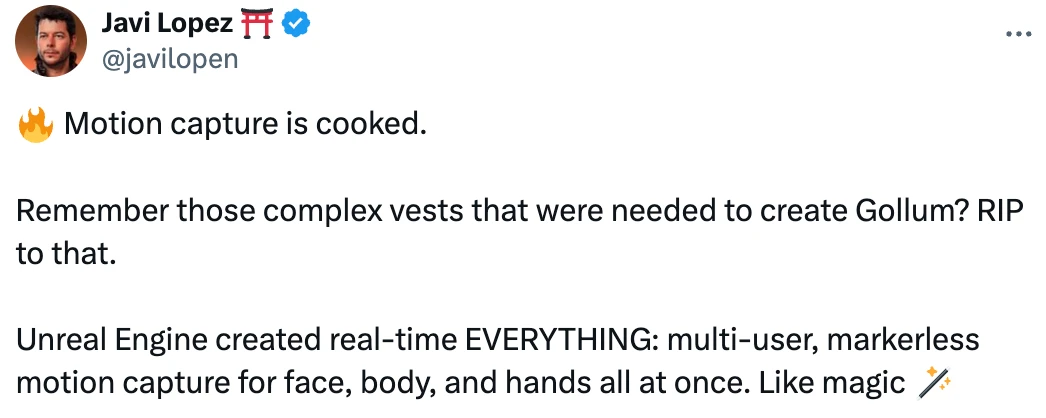 Javi Lopez ⛩️
@javilopen
🔥 Motion capture is cooked.
Remember those complex vests that were needed to create Gollum? RIP
to that.
Unreal Engine created real-time EVERYTHING: multi-user, markerless
motion capture for face, body, and hands all at once. Like magic 🪄